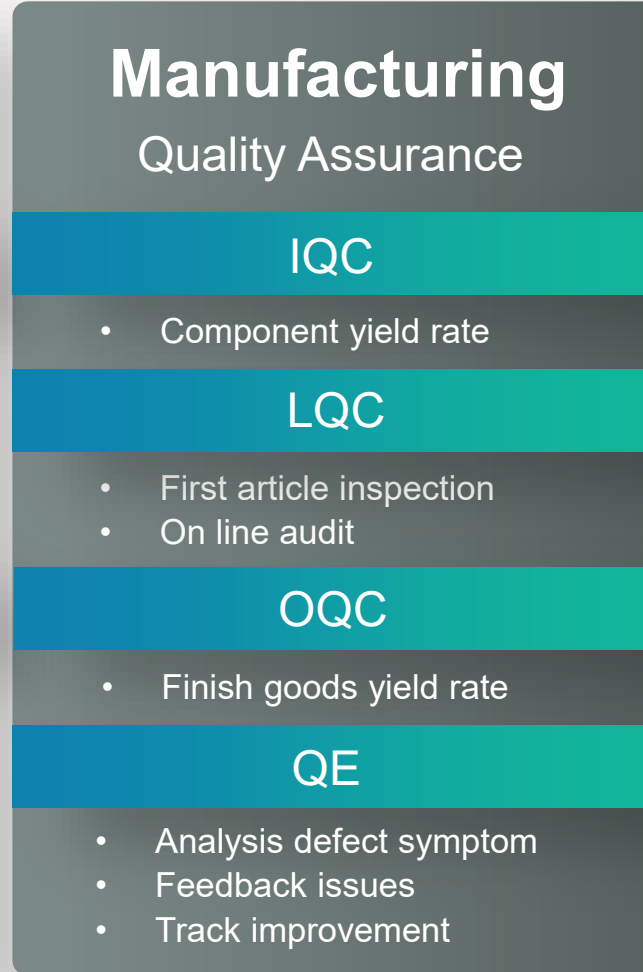 Manufacturing
Quality Assurance
IQC
• Component yield rate
LQC
• First article inspection
• On line audit
OQC
• Finish goods yield rate
QE
• Analysis defect symptom
• Feedback issues
• Track improvement